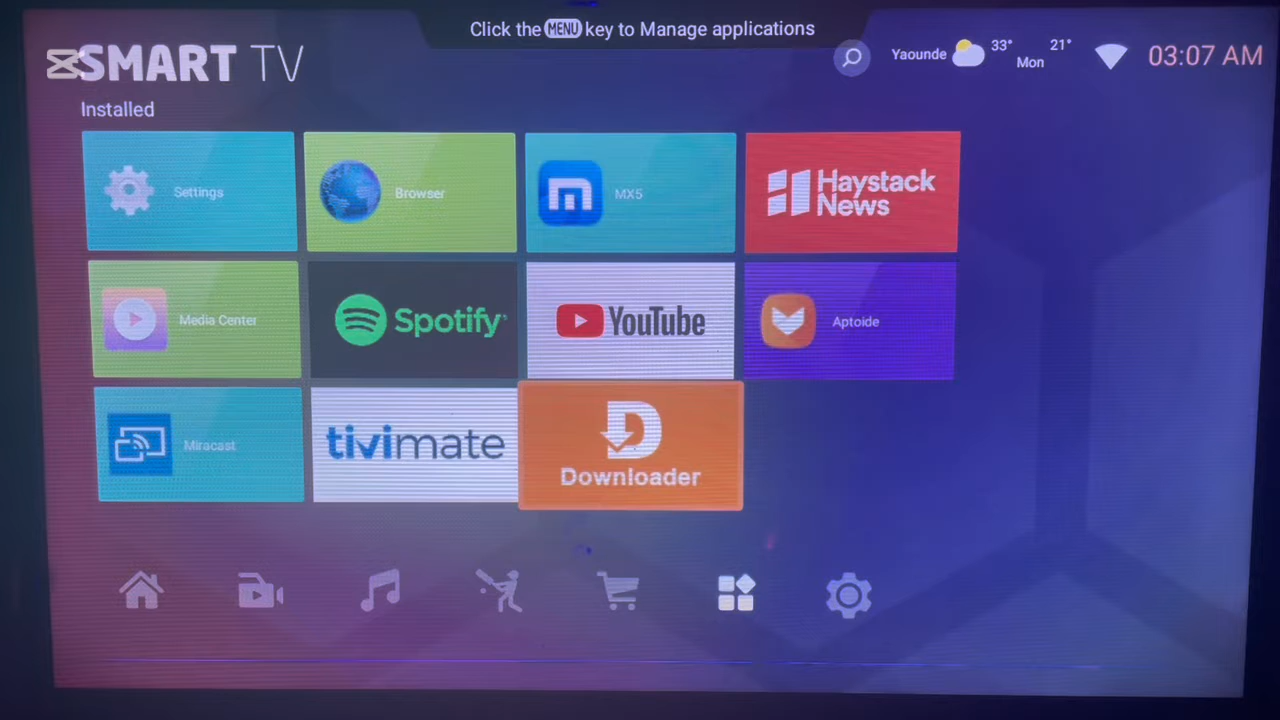 Click the MENU key to Manage applications
SMART TV
Yaounde 33° Mon 21° 03:07 AM
Installed
Settings
Browser
MX5
Haystack
News
Media Center
Spotify
YouTube
Aptoide
Miracast
tivimate
Downloader